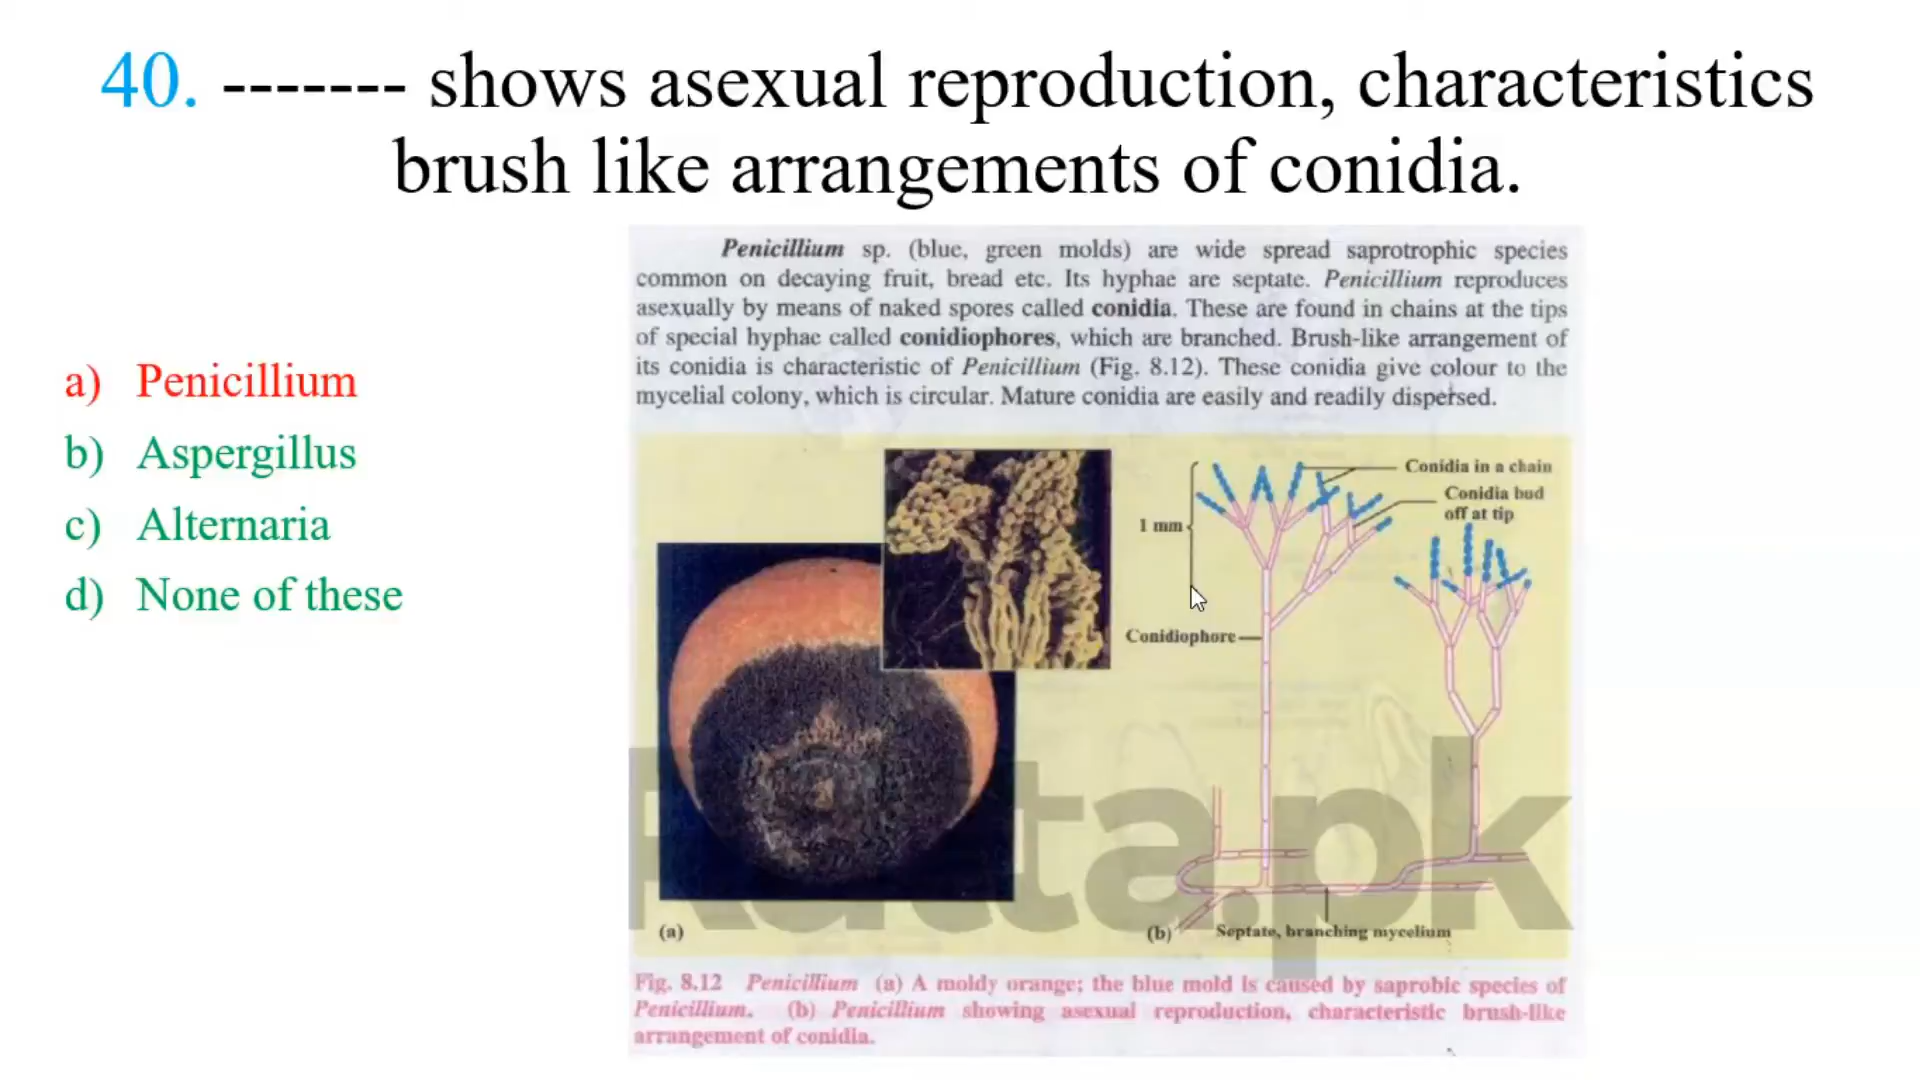 40. ------- shows asexual reproduction, characteristics
brush like arrangements of conidia.
Penicillium sp. (blue, green molds) are wide spread saprotrophic species
common on decaying fruit, bread etc. Its hyphae are septate. Penicillium reproduces
asexually by means of naked spores called conidia. These are found in chains at the tips
of special hyphae called conidiophores, which are branched. Brush-like arrangement of
its conidia is characteristic of Penicillium (Fig. 8.12). These conidia give colour to the
mycelial colony, which is circular. Mature conidia are easily and readily dispersed.
a) Penicillium
b) Aspergillus
c) Alternaria
d) None of these
Conidia in a chain
Conidia bud
off at tip
1 mm
Conidiophore
(a)
(b)
Septate, branching mycelium
Ratta.pk
Fig. 8.12 Penicillium (a) A moldy orange; the blue mold is caused by saprobic species of
Penicillium. (b) Penicillium showing asexual reproduction, characteristic brush-like
arrangement of conidia.